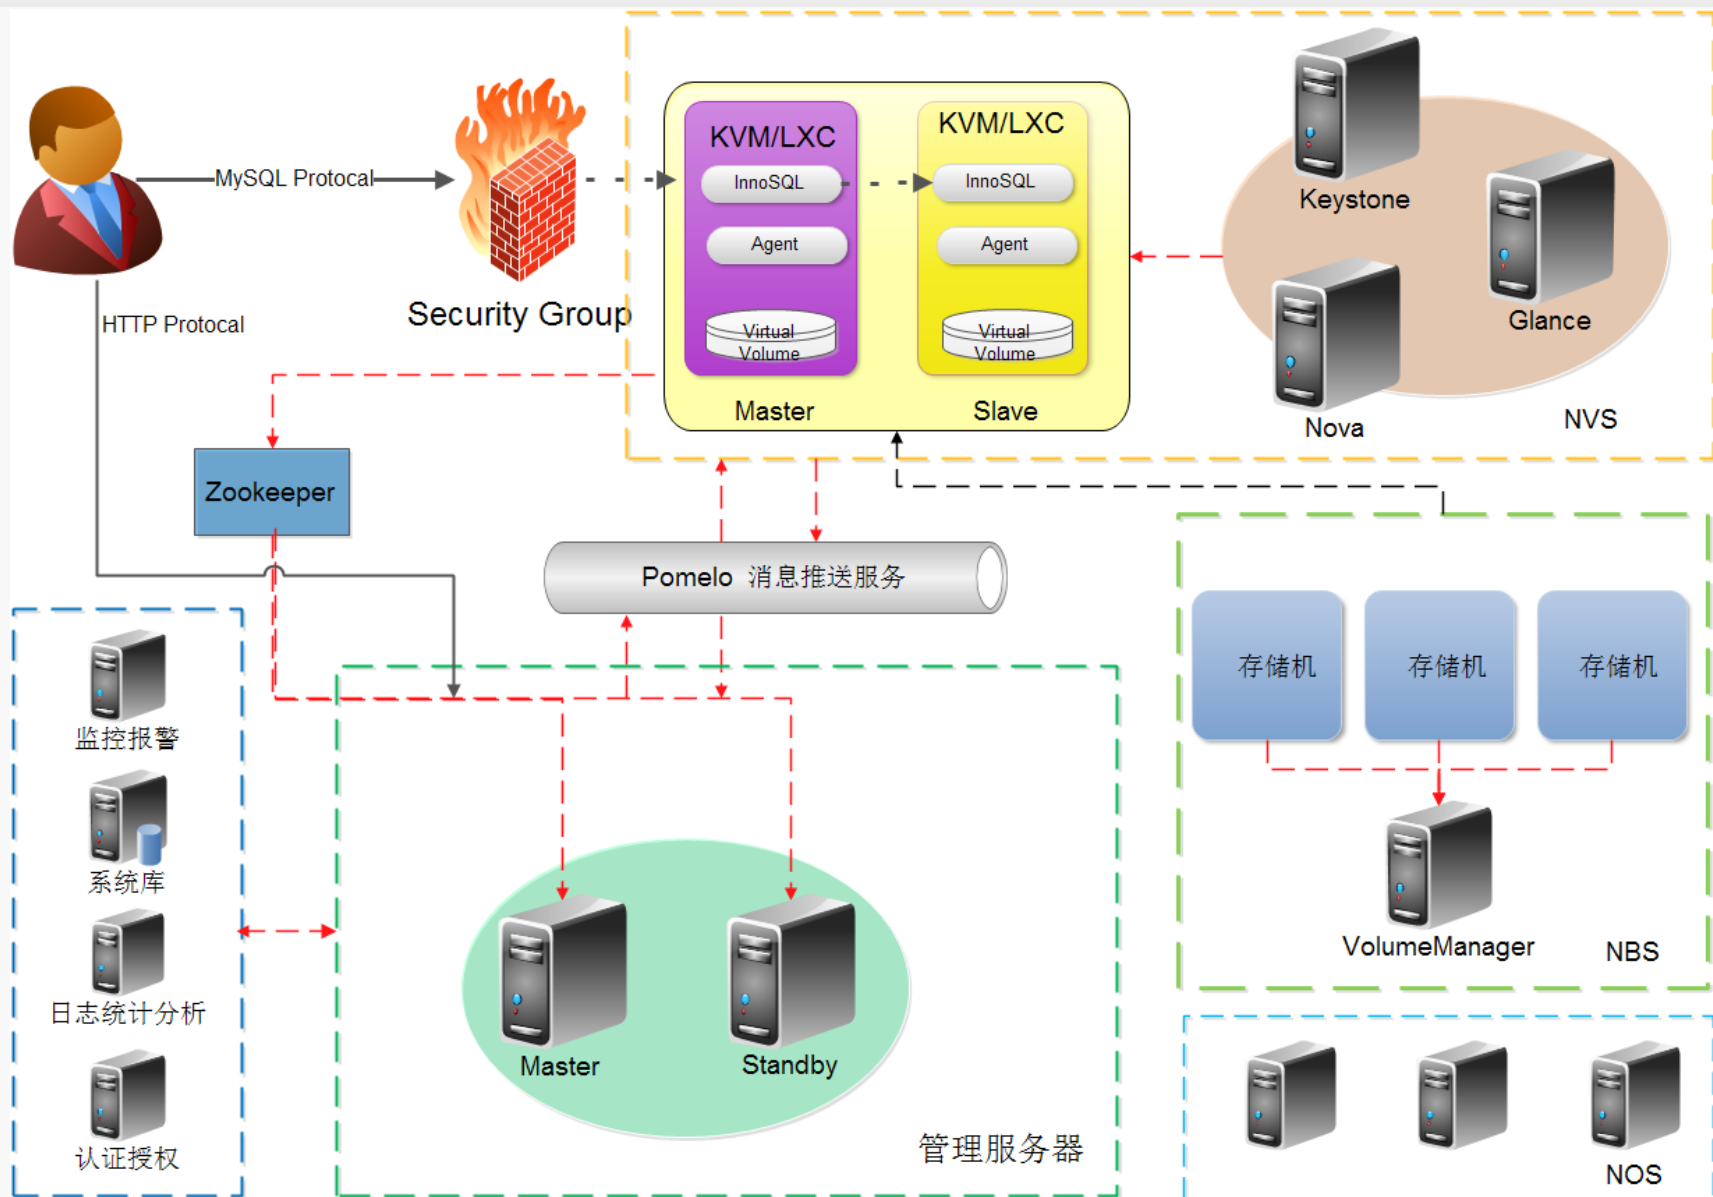 KVM/LXC
KVM/LXC
MySQL Protocal
InnoSQL
InnoSQL
Keystone
Agent
Agent
Security Group
HTTP Protocal
Virtual
Volume
Virtual
Volume
Glance
Master
Slave
Nova
NVS
Zookeeper
Pomelo 消息推送服务
存储机
存储机
存储机
监控报警
系统库
VolumeManager
NBS
日志统计分析
Master
Standby
认证授权
管理服务器
NOS